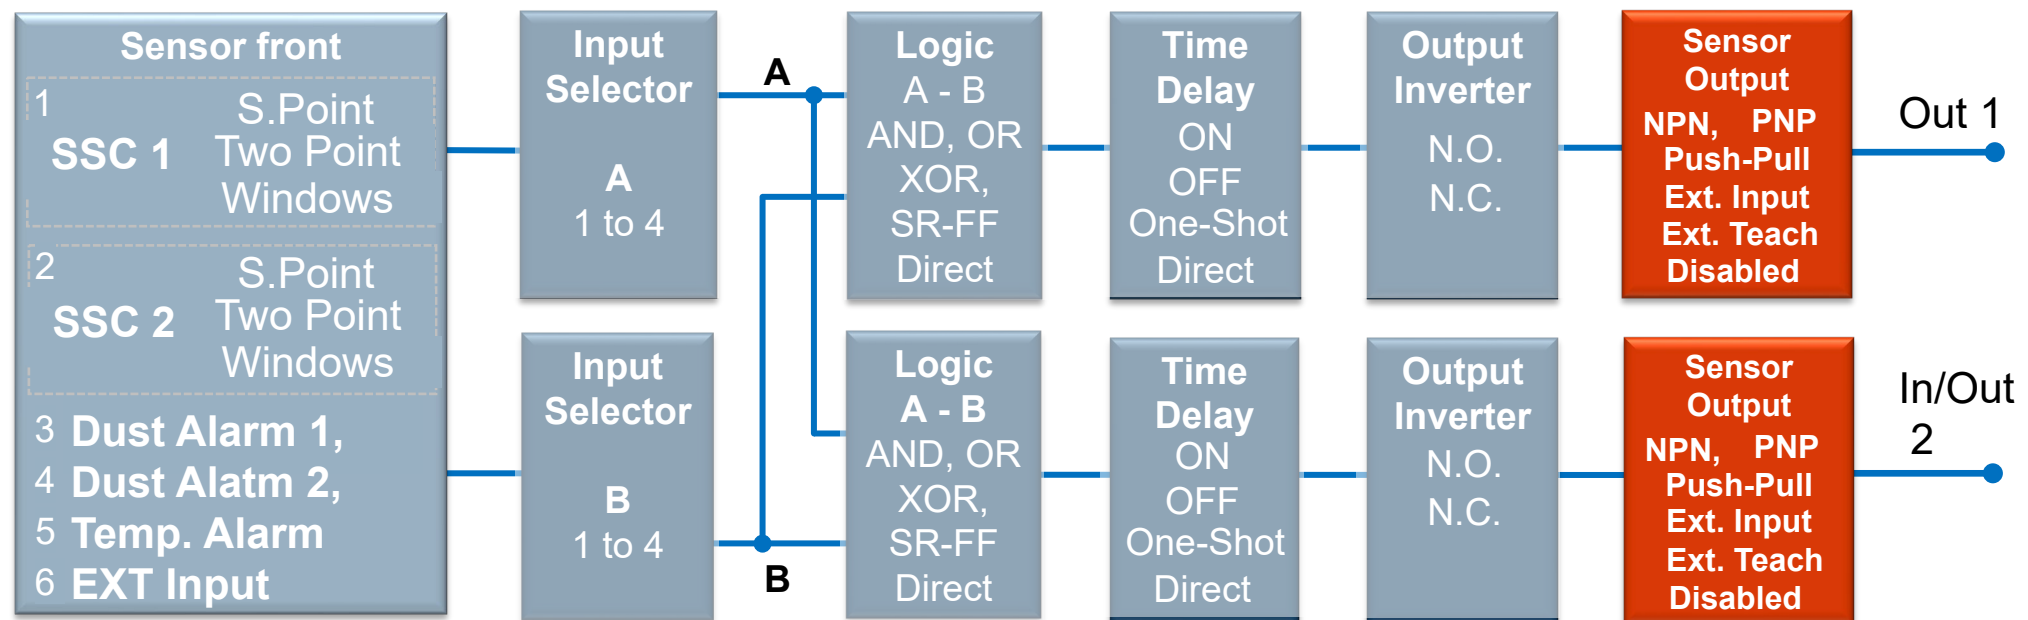 Sensor front
1
SSC 1
S.Point
Two Point
Windows
2
SSC 2
S.Point
Two Point
Windows
3 Dust Alarm 1,
4 Dust Alatm 2,
5 Temp. Alarm
6 EXT Input
Input
Selector
A
1 to 4
Input
Selector
B
1 to 4
A
B
Logic
A - B
AND, OR
XOR,
SR-FF
Direct
Time
Delay
ON
OFF
One-Shot
Direct
Output
Inverter
N.O.
N.C.
Sensor
Output
NPN, PNP
Push-Pull
Ext. Input
Ext. Teach
Disabled
Out 1
Logic
A - B
AND, OR
XOR,
SR-FF
Direct
Time
Delay
ON
OFF
One-Shot
Direct
Output
Inverter
N.O.
N.C.
Sensor
Output
NPN, PNP
Push-Pull
Ext. Input
Ext. Teach
Disabled
In/Out
2